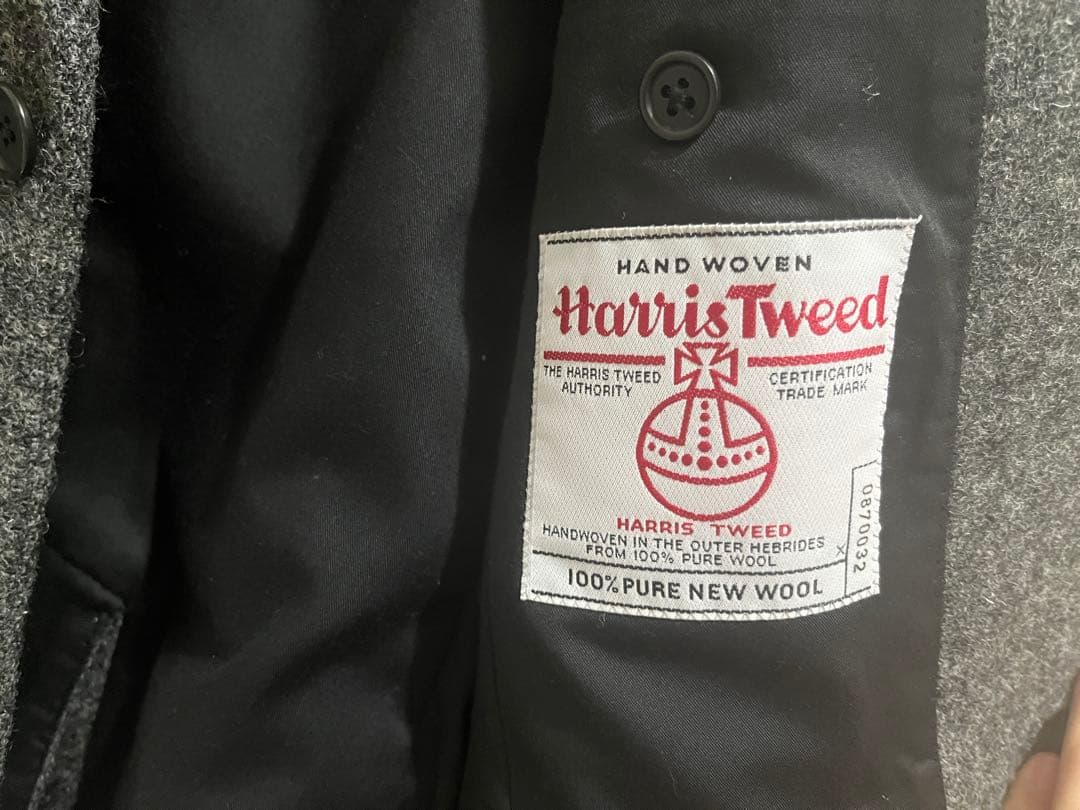 HAND WOVEN
Harris Tweed
THE HARRIS TWEED
AUTHORITY
CERTIFICATION
TRADE MARK
HARRIS TWEED
HANDWOVEN IN THE OUTER HEBRIDES
FROM 100% PURE WOOL
X
100% PURE NEW WOOL
0870032